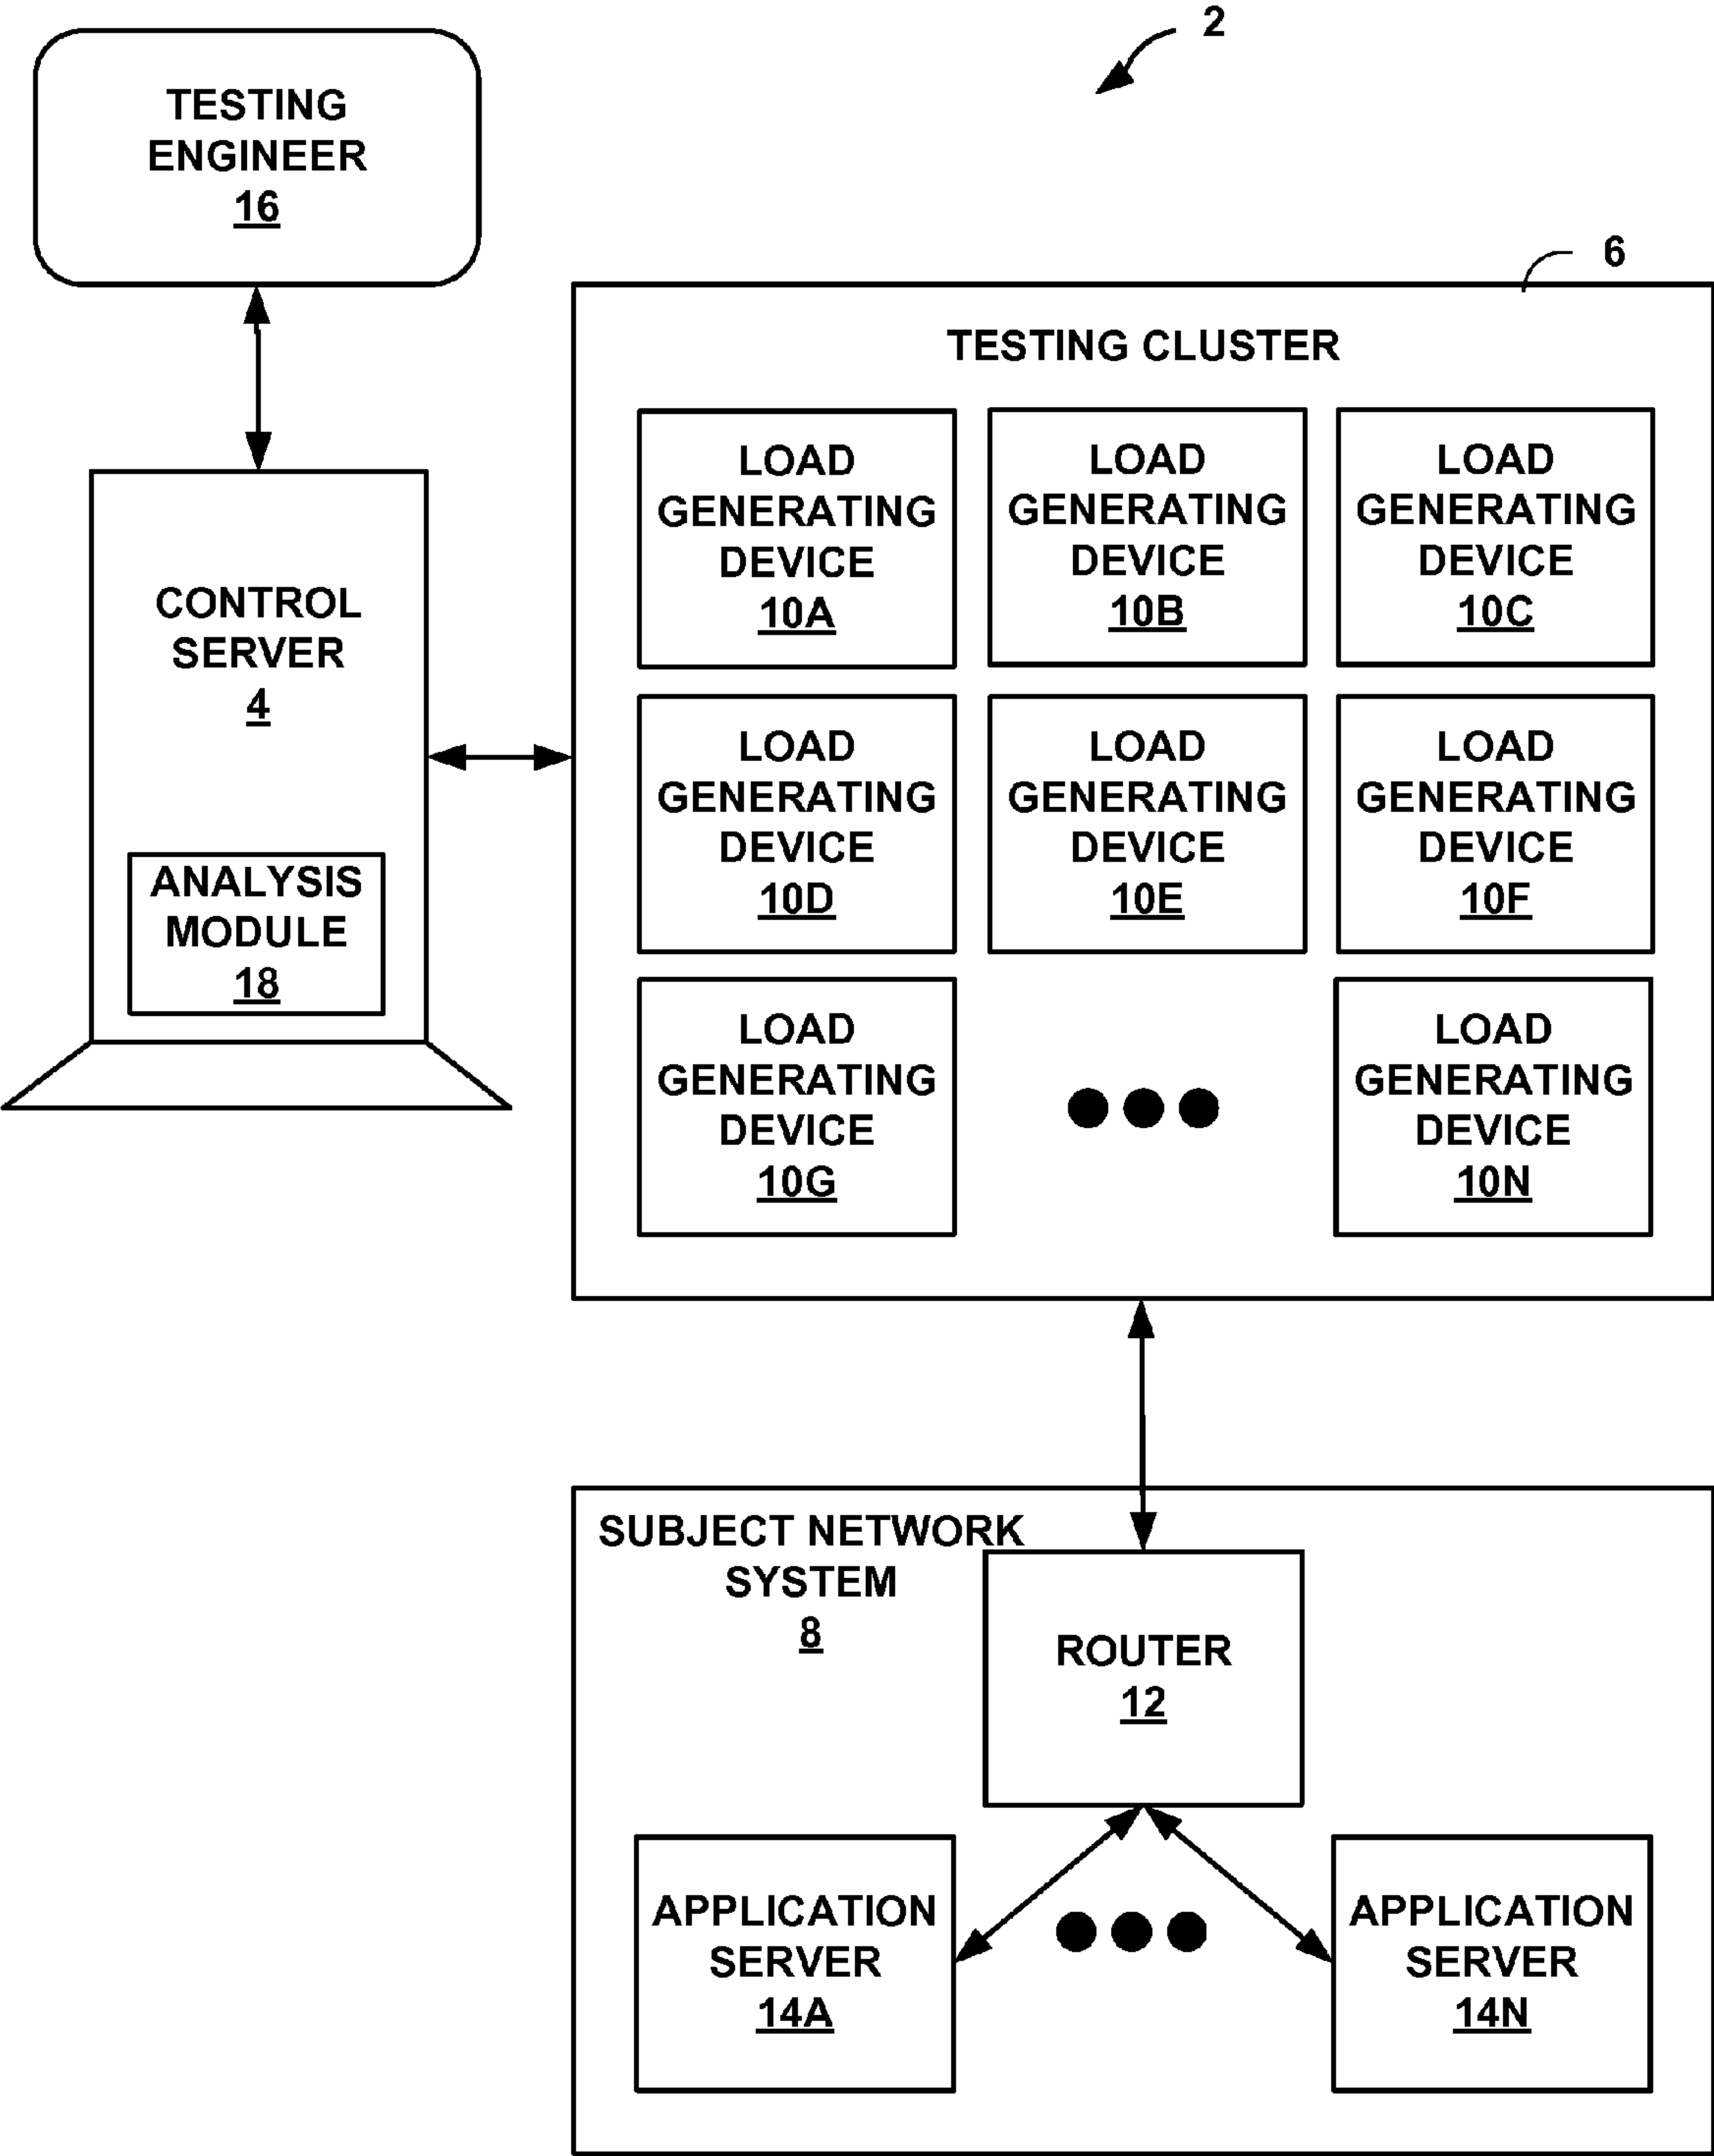 2
TESTING
ENGINEER
16
6
TESTING CLUSTER
LOAD
GENERATING
DEVICE
10A
LOAD
GENERATING
DEVICE
10B
LOAD
GENERATING
DEVICE
10C
CONTROL
SERVER
4
LOAD
GENERATING
DEVICE
10D
LOAD
GENERATING
DEVICE
10E
LOAD
GENERATING
DEVICE
10F
ANALYSIS
MODULE
18
LOAD
GENERATING
DEVICE
10G
LOAD
GENERATING
DEVICE
10N
SUBJECT NETWORK
SYSTEM
8
ROUTER
12
APPLICATION
SERVER
14A
APPLICATION
SERVER
14N